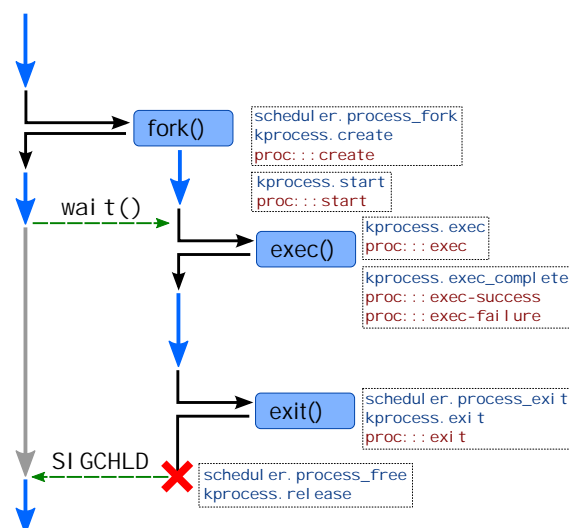 scheduler.process_fork
kprocess.create
proc:::create
fork()
kprocess.start
proc:::start
wait()
kprocess.exec
proc:::exec
exec()
kprocess.exec_complete
proc:::exec-success
proc:::exec-failure
scheduler.process_exit
kprocess.exit
proc:::exit
exit()
SIGCHLD
scheduler.process_free
kprocess.release